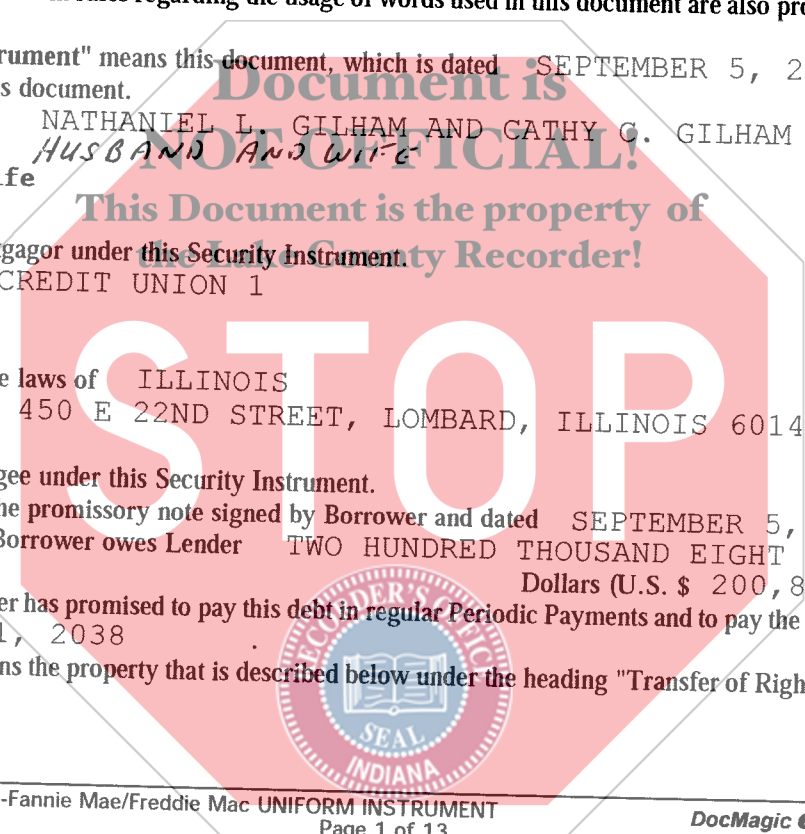 rules regarding the usage of words used in this document are also pro
rument" means this document, which is dated SEPTEMBER 5, 2
s document.
NATHANIEL L. GILHAM AND CATHY G. GILHAM
HUSBAND AND WIFE
ife
gagor under this Security Instrument.
CREDIT UNION 1
e laws of ILLINOIS
450 E 22ND STREET, LOMBARD, ILLINOIS 6014
gee under this Security Instrument.
he promissory note signed by Borrower and dated SEPTEMBER 5,
Borrower owes Lender TWO HUNDRED THOUSAND EIGHT
Dollars (U.S. $ 200,8
er has promised to pay this debt in regular Periodic Payments and to pay the
1, 2038 .
ns the property that is described below under the heading "Transfer of Righ
-Fannie Mae/Freddie Mac UNIFORM INSTRUMENT
Page 1 of 13
DocMagic
Document is
NOT OFFICIAL!
This Document is the property of
the Lake County Recorder!
STOP
RECORDER'S OFFICE
SEAL
INDIANA